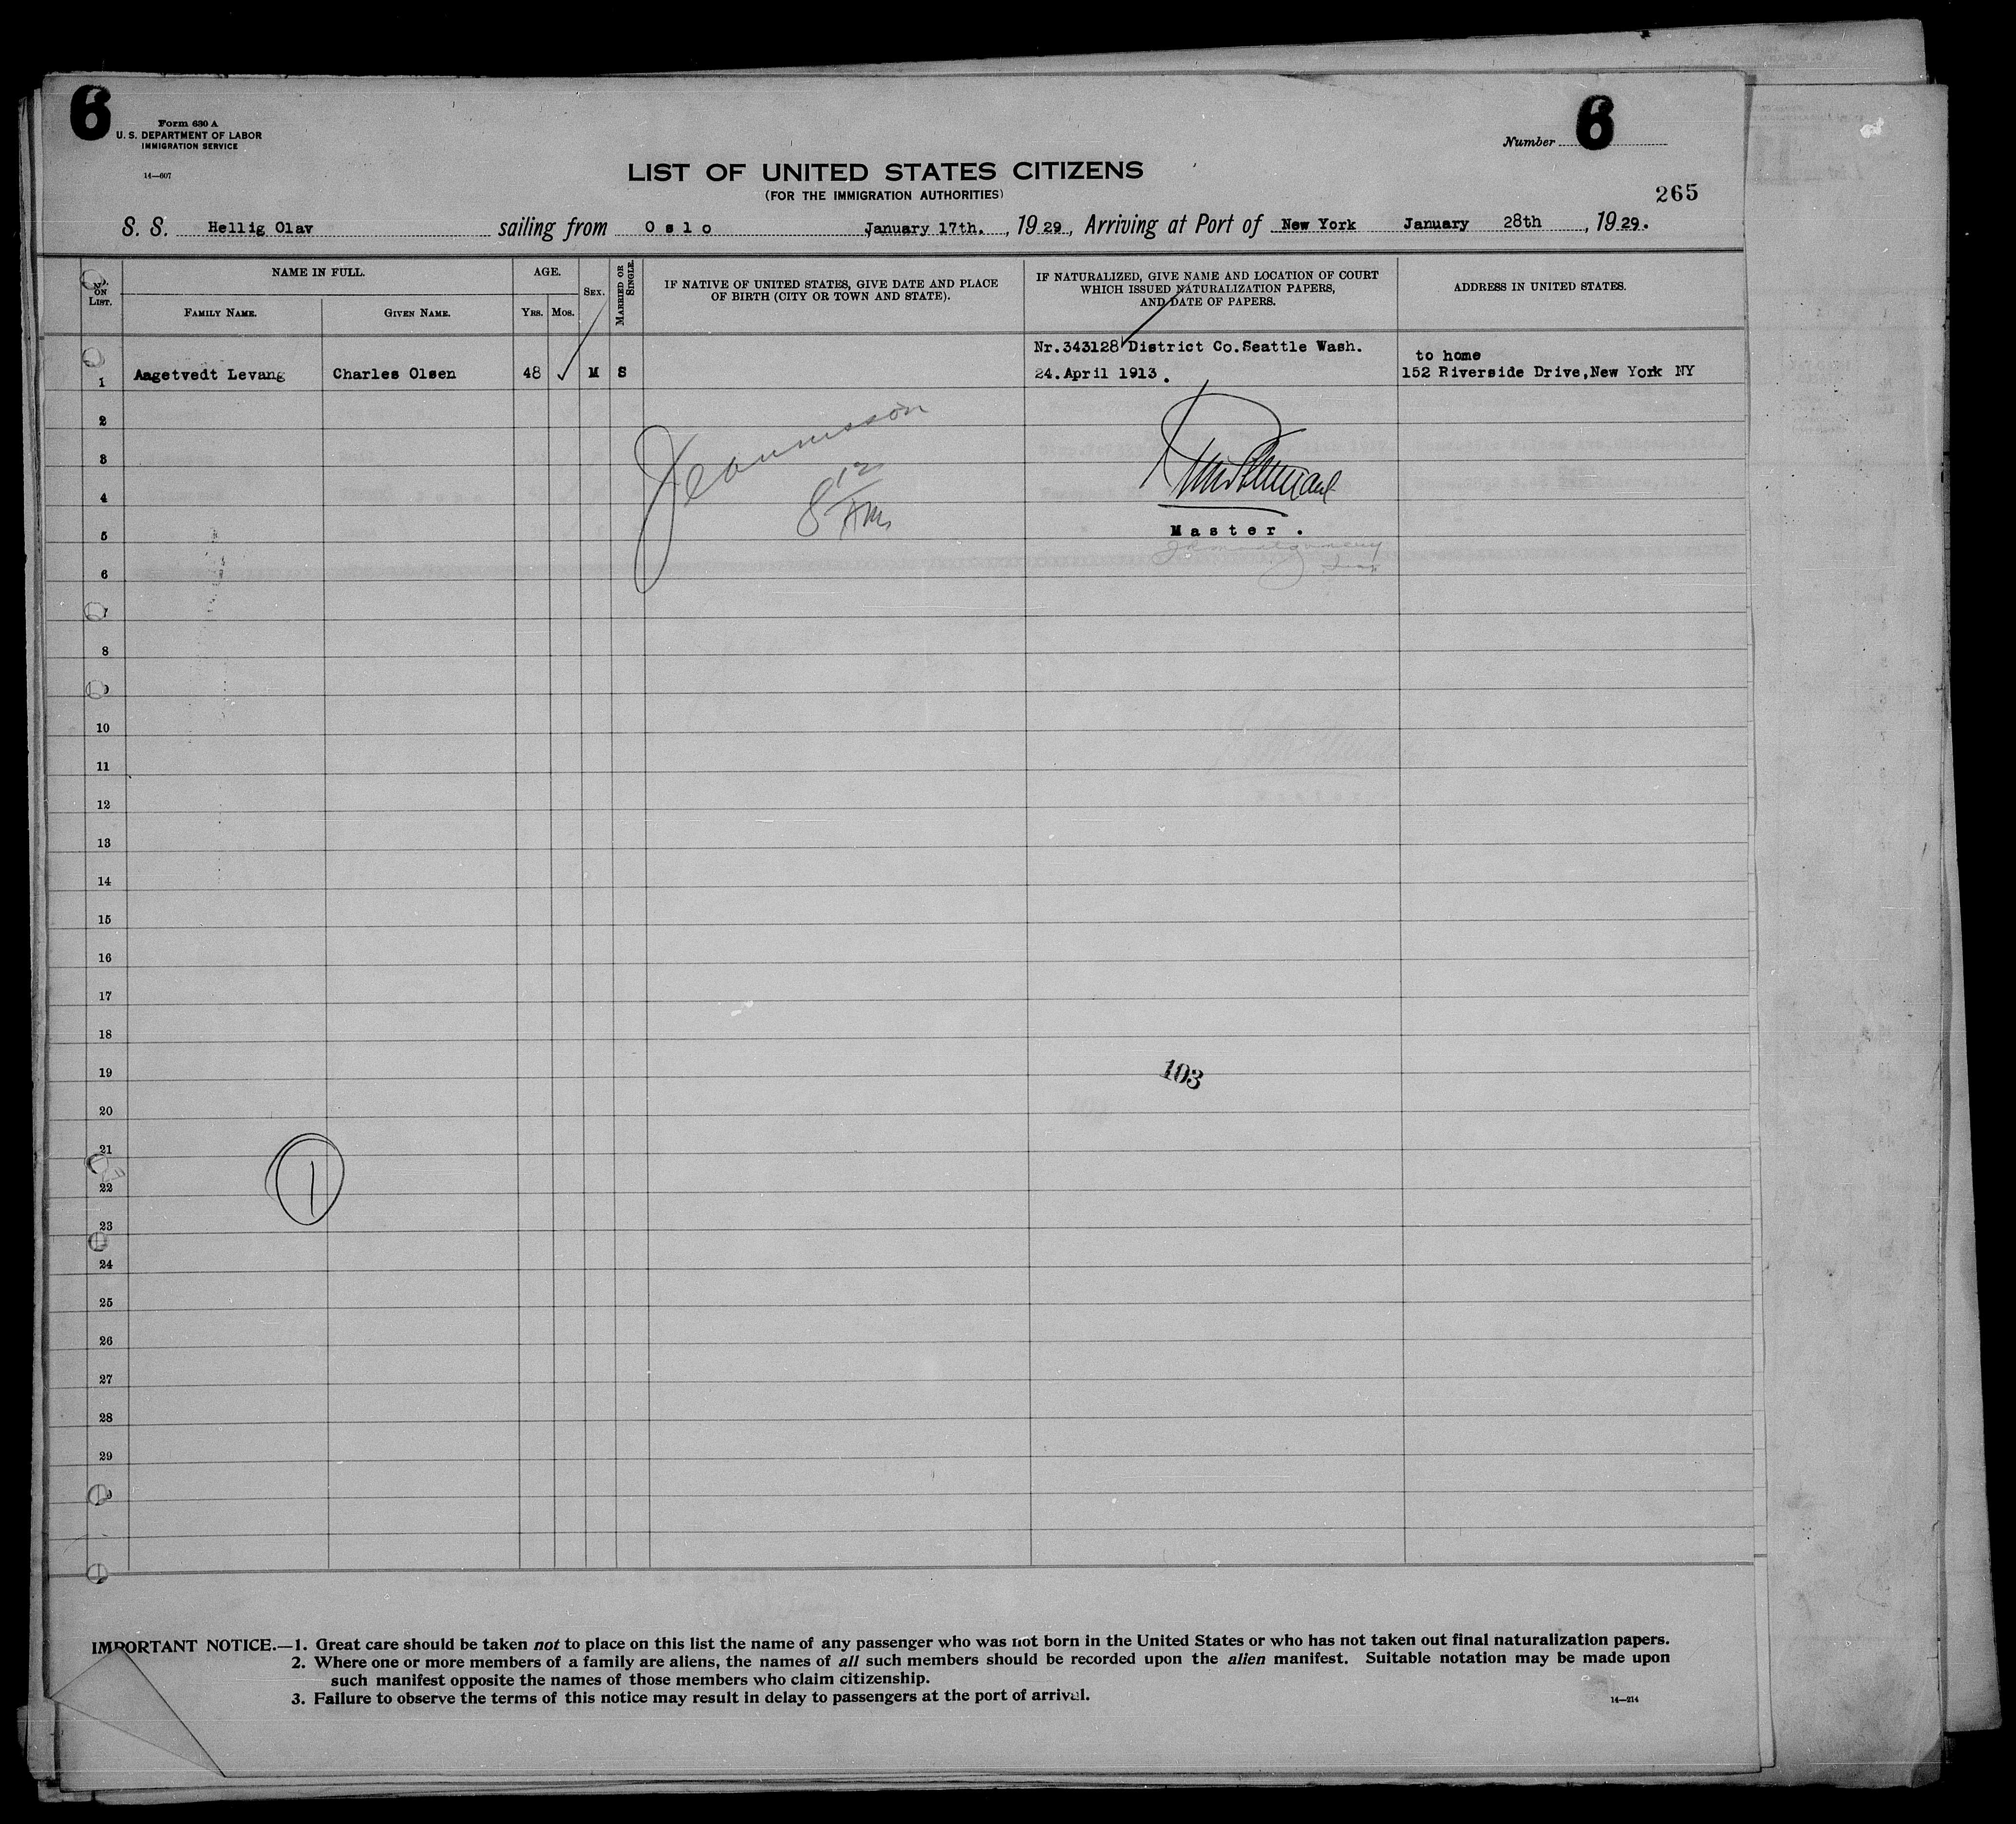 6
Form 630 A
U. S. DEPARTMENT OF LABOR
IMMIGRATION SERVICE
14—607
Number 6
LIST OF UNITED STATES CITIZENS
(FOR THE IMMIGRATION AUTHORITIES)
265
S. S. Hellig Olav sailing from Oslo January 17th. , 19 29 , Arriving at Port of New York January 28th , 19 29.
No. ON LIST.
NAME IN FULL.
FAMILY NAME.
GIVEN NAME.
AGE.
YRS.
MOS.
SEX.
MARRIED OR SINGLE.
IF NATIVE OF UNITED STATES, GIVE DATE AND PLACE
OF BIRTH (CITY OR TOWN AND STATE).
IF NATURALIZED, GIVE NAME AND LOCATION OF COURT
WHICH ISSUED NATURALIZATION PAPERS,
AND DATE OF PAPERS.
ADDRESS IN UNITED STATES.
Nr.343128 District Co.Seattle Wash.
to home
1 Aagetvedt Levang Charles Olsen 48 ✓ M S 24.April 1913. 152 Riverside Drive,New York NY
2
3
4
5
Master.
6
7
8
9
10
11
12
13
14
15
16
17
18
19
103
20
21
1
22
23
24
25
26
27
28
29
IMPORTANT NOTICE.—1. Great care should be taken not to place on this list the name of any passenger who was not born in the United States or who has not taken out final naturalization papers.
2. Where one or more members of a family are aliens, the names of all such members should be recorded upon the alien manifest. Suitable notation may be made upon
such manifest opposite the names of those members who claim citizenship.
3. Failure to observe the terms of this notice may result in delay to passengers at the port of arrival.
14—214